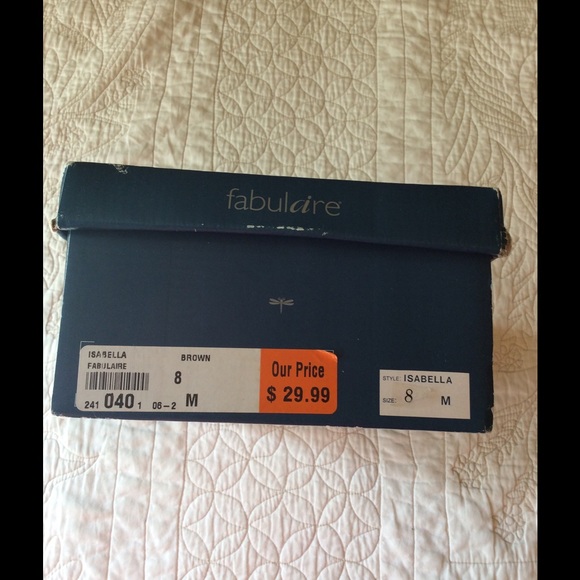 fabulaire
ISABELLA BROWN
FABULAIRE
8
241 040 1 06-2 M
Our Price
$ 29.99
STYLE: ISABELLA
SIZE: 8 M